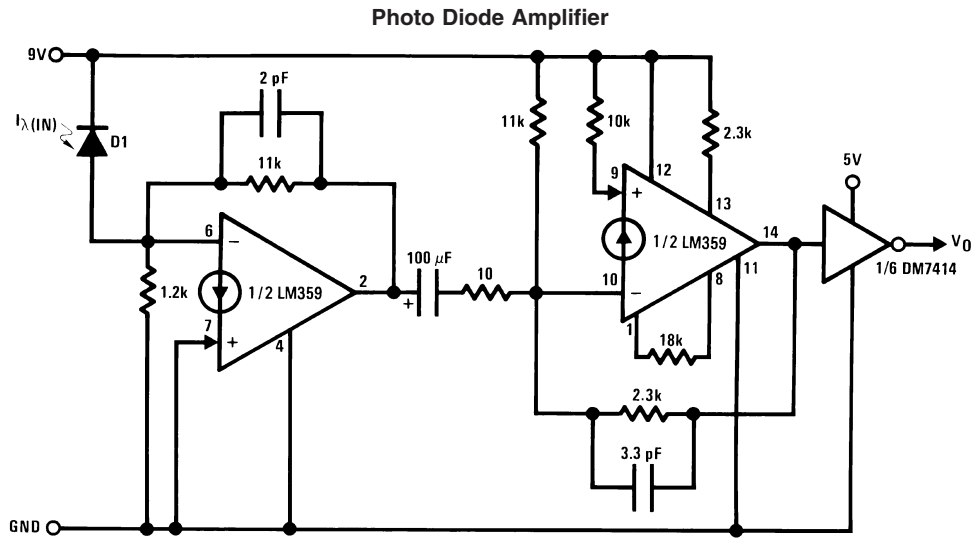 Photo Diode Amplifier
9V
2 pF
Iλ(IN)
D1
11k
11k
10k
2.3k
5V
9
12
+
13
6
−
1/2 LM359
14
VO
1.2k
1/2 LM359
2
100 μF
10
10
−
11
8
1/6 DM7414
+
7
+
4
1
18k
2.3k
3.3 pF
GND